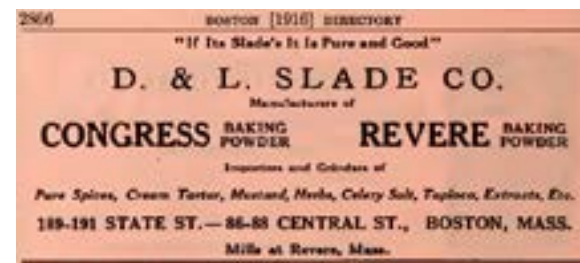 2866 BOSTON [1916] DIRECTORY
"If Its Slade's It Is Pure and Good"
D. & L. SLADE CO.
Manufacturers of
CONGRESS BAKING POWDER REVERE BAKING POWDER
Importers and Grinders of
Pure Spices, Cream Tartar, Mustard, Herbs, Celery Salt, Tapioca, Extracts, Etc.
189-191 STATE ST.—86-88 CENTRAL ST., BOSTON, MASS.
Mills at Revere, Mass.